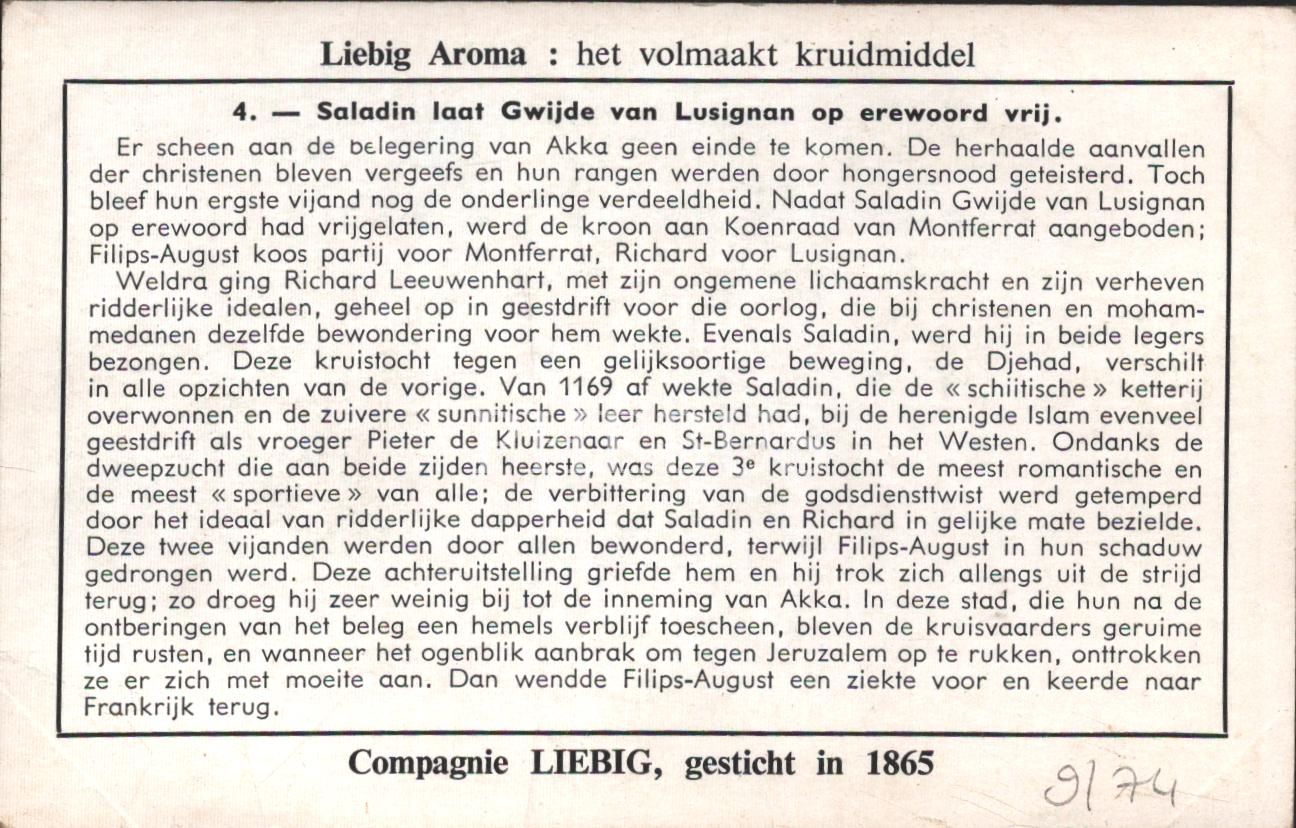 Liebig Aroma : het volmaakt kruidmiddel
4. — Saladin laat Gwijde van Lusignan op erewoord vrij.
Er scheen aan de belegering van Akka geen einde te komen. De herhaalde aanvallen
der christenen bleven vergeefs en hun rangen werden door hongersnood geteisterd. Toch
bleef hun ergste vijand nog de onderlinge verdeeldheid. Nadat Saladin Gwijde van Lusignan
op erewoord had vrijgelaten, werd de kroon aan Koenraad van Montferrat aangeboden;
Filips-August koos partij voor Montferrat, Richard voor Lusignan.
Weldra ging Richard Leeuwenhart, met zijn ongemene lichaamskracht en zijn verheven
ridderlijke idealen, geheel op in geestdrift voor die oorlog, die bij christenen en moham-
medanen dezelfde bewondering voor hem wekte. Evenals Saladin, werd hij in beide legers
bezongen. Deze kruistocht tegen een gelijksoortige beweging, de Djehad, verschilt
in alle opzichten van de vorige. Van 1169 af wekte Saladin, die de « schiitische » ketterij
overwonnen en de zuivere « sunnitische » leer hersteld had, bij de herenigde Islam evenveel
geestdrift als vroeger Pieter de Kluizenaar en St-Bernardus in het Westen. Ondanks de
dweepzucht die aan beide zijden heerste, was deze 3e kruistocht de meest romantische en
de meest « sportieve » van alle; de verbittering van de godsdiensttwist werd getemperd
door het ideaal van ridderlijke dapperheid dat Saladin en Richard in gelijke mate bezielde.
Deze twee vijanden werden door allen bewonderd, terwijl Filips-August in hun schaduw
gedrongen werd. Deze achteruitstelling griefde hem en hij trok zich allengs uit de strijd
terug; zo droeg hij zeer weinig bij tot de inneming van Akka. In deze stad, die hun na de
ontberingen van het beleg een hemels verblijf toescheen, bleven de kruisvaarders geruime
tijd rusten, en wanneer het ogenblik aanbrak om tegen Jeruzalem op te rukken, onttrokken
ze er zich met moeite aan. Dan wendde Filips-August een ziekte voor en keerde naar
Frankrijk terug.
Compagnie LIEBIG, gesticht in 1865
9/74